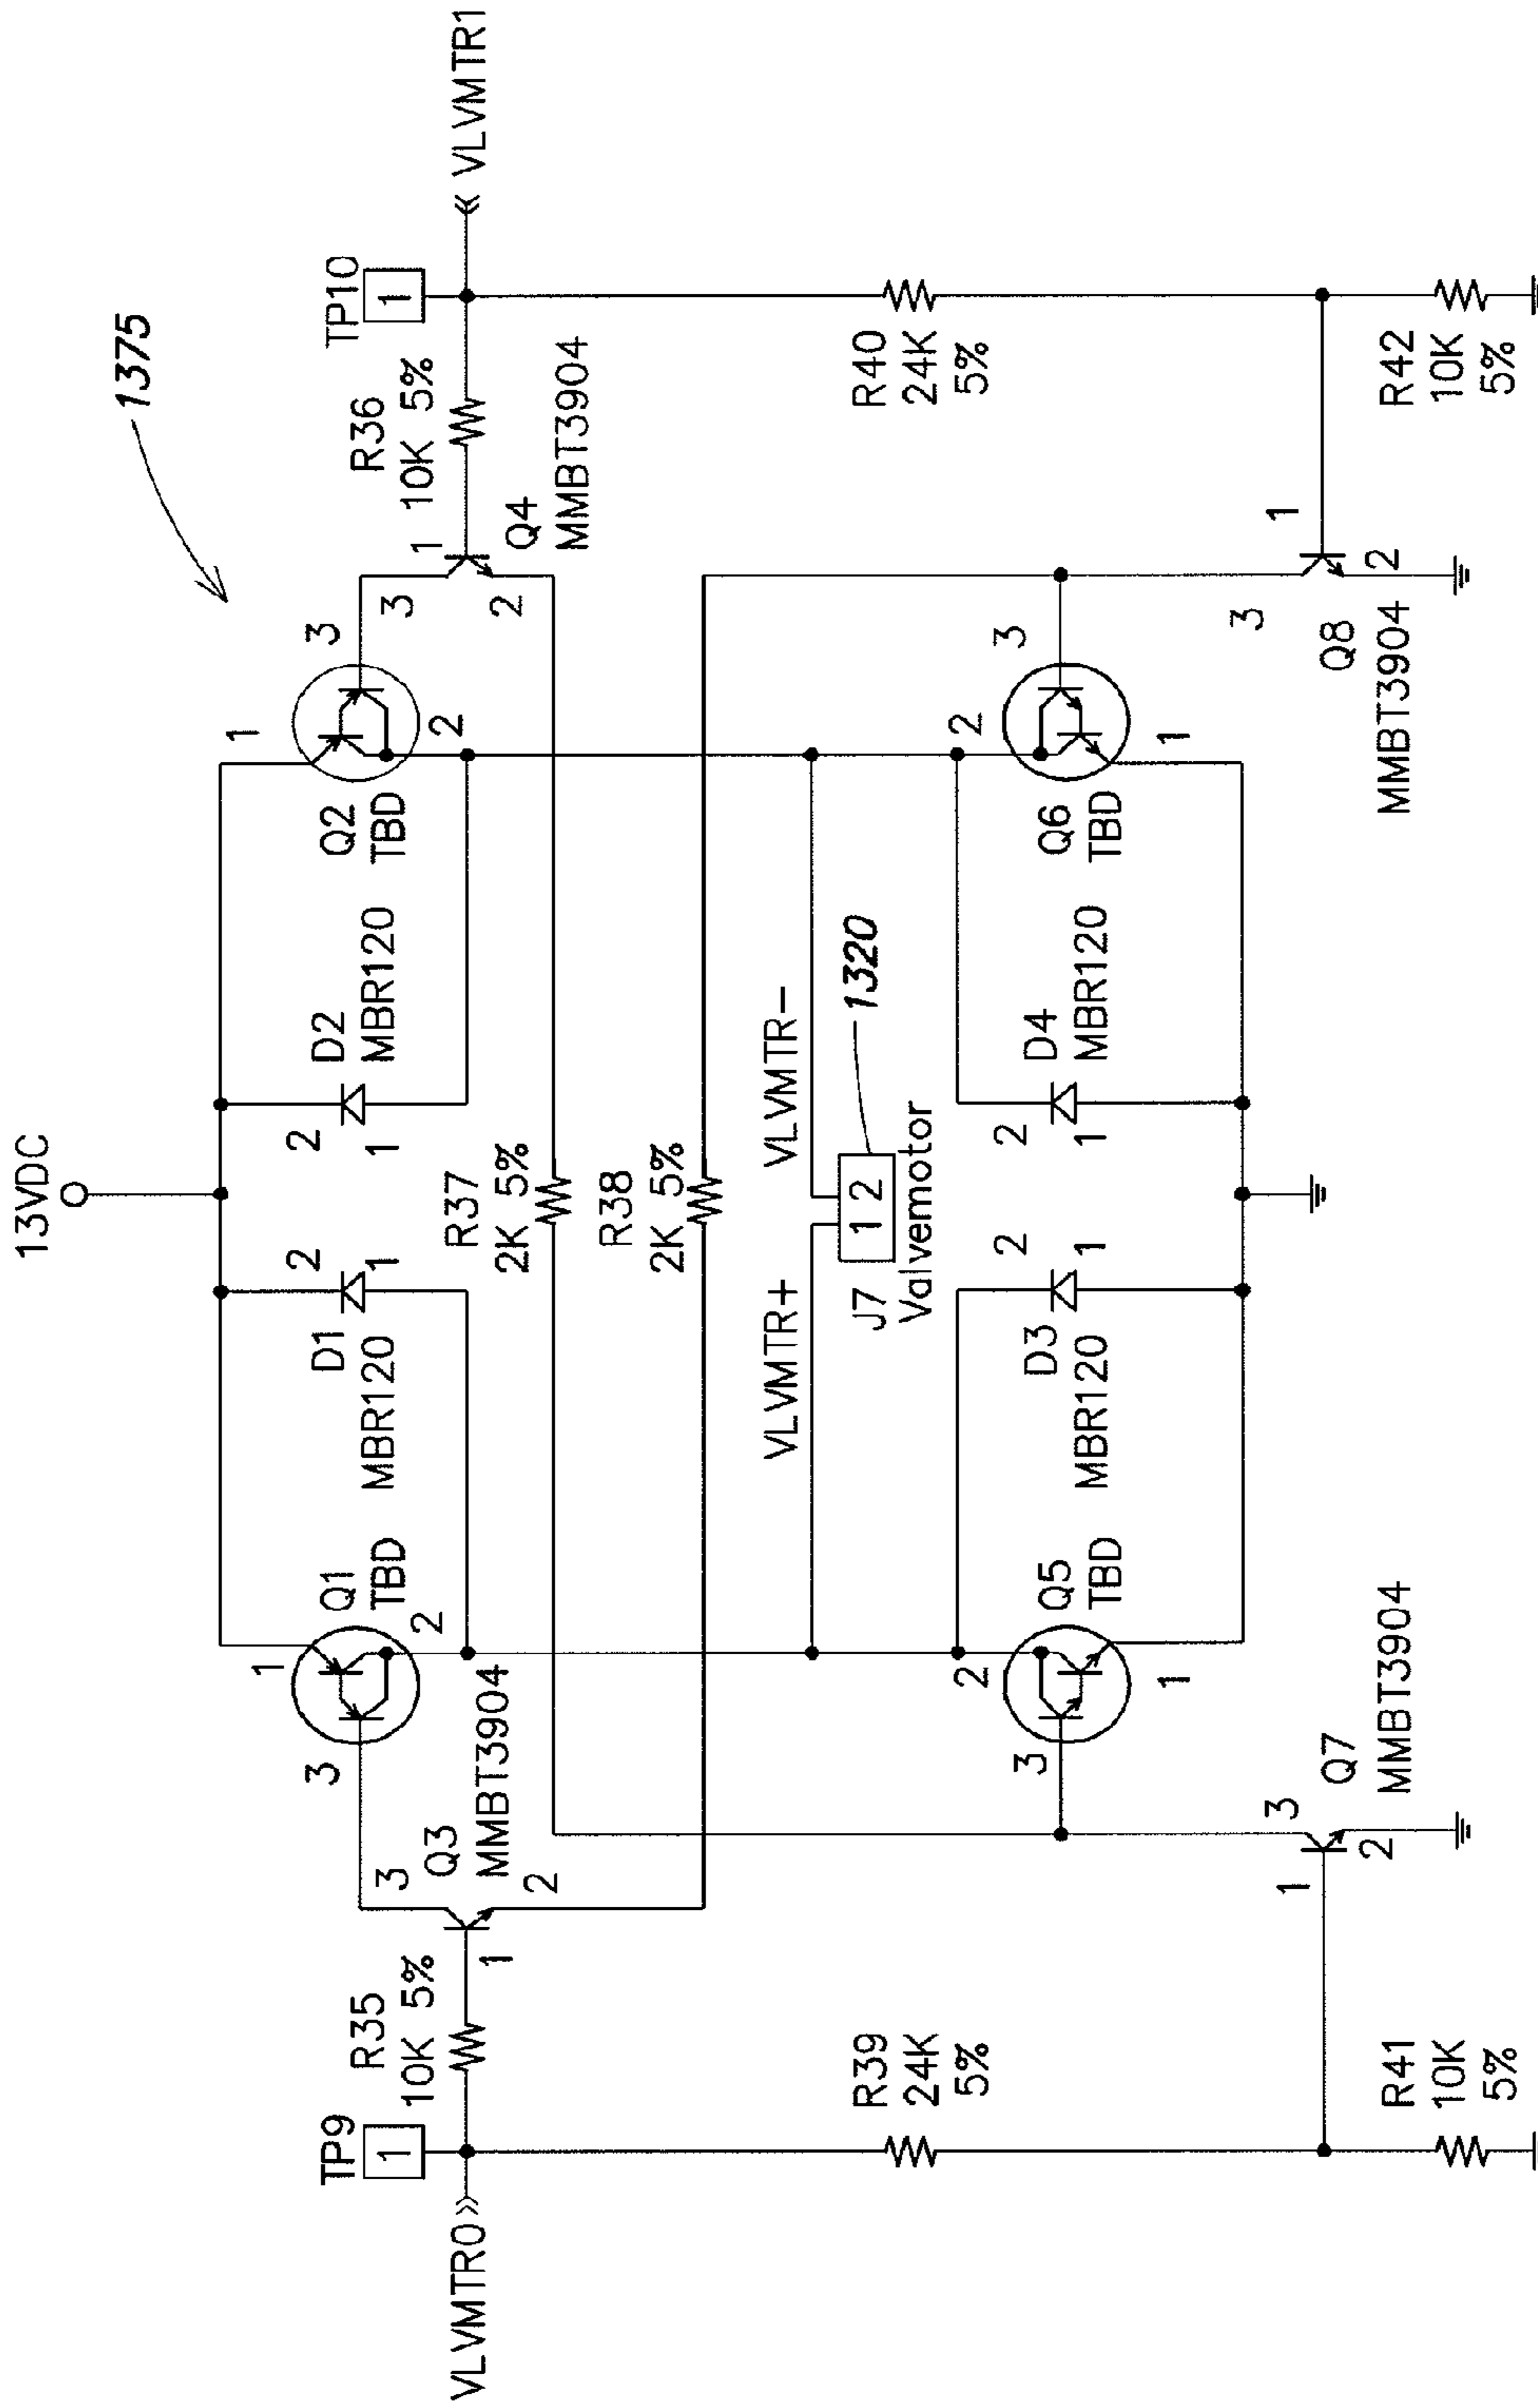 13VDC
1375
TP9
1
VLVMTR0
R35
10K 5%
1
3
2
Q3
MMBT3904
3
1
2
Q1
TBD
D1
MBR120
2
1
D2
MBR120
2
1
Q2
TBD
1
2
3
3
1
2
Q4
MMBT3904
R36
10K 5%
TP10
1
VLVMTR1
R37
2K 5%
R38
2K 5%
VLVMTR+
VLVMTR−
1 2
1320
J7
Valvemotor
R39
24K
5%
3
2
1
Q5
TBD
D3
MBR120
2
1
D4
MBR120
2
1
Q6
TBD
2
3
1
R40
24K
5%
R41
10K
5%
1
3
2
Q7
MMBT3904
3
1
2
Q8
MMBT3904
R42
10K
5%